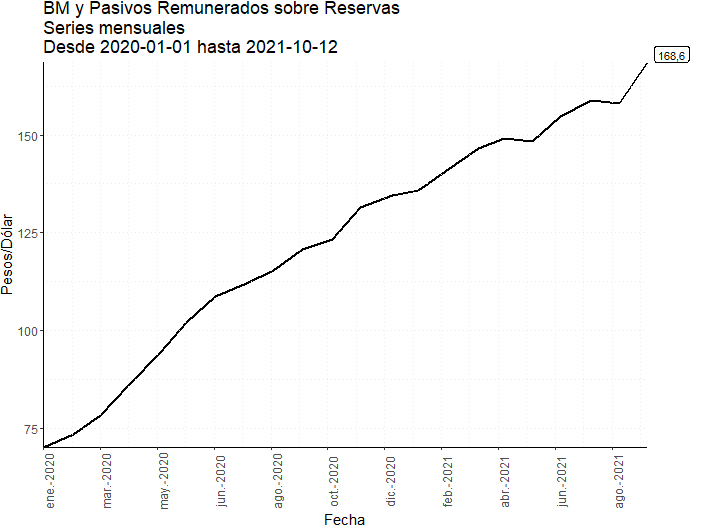 BM y Pasivos Remunerados sobre Reservas
Series mensuales
Desde 2020-01-01 hasta 2021-10-12
168,6
150
125
100
75
Pesos/Dólar
ene.-2020
mar.-2020
may.-2020
jun.-2020
ago.-2020
oct.-2020
dic.-2020
feb.-2021
abr.-2021
jun.-2021
ago.-2021
Fecha